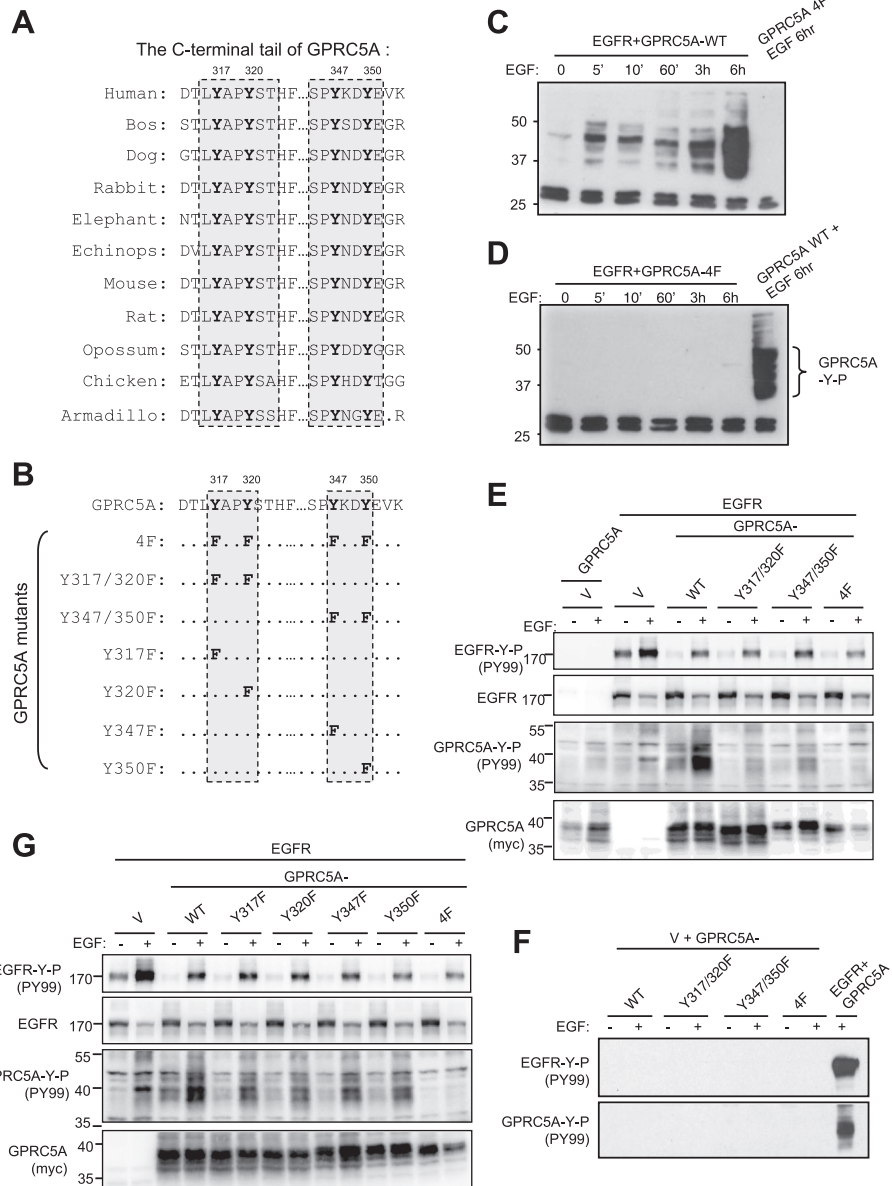 A
The C-terminal tail of GPRC5A :
317 320 347 350
Human: DTLYAPYSTHF…SPYKDYEVK
Bos: STLYAPYSTHF…SPYSDYEGR
Dog: GTLYAPYSTHF…SPYNDYEGR
Rabbit: DTLYAPYSTHF…SPYNDYEGR
Elephant: NTLYAPYSTHF…SPYNDYEGR
Echinops: DVLYAPYSTHF…SPYNDYEGR
Mouse: DTLYAPYSTHF…SPYNDYEGR
Rat: DTLYAPYSTHF…SPYNDYEGR
Opossum: STLYAPYSTHF…SPYDDYGGR
Chicken: ETLYAPYSAHF…SPYHDYTGG
Armadillo: DTLYAPYSSHF…SPYNGYE.R
B
317 320 347 350
GPRC5A: DTLYAPYSTHF…SPYKDYEVK
GPRC5A mutants
4F: ...F..F.......…..F..F...
Y317/320F: ...F..F.......…........
Y347/350F: ..............…..F..F...
Y317F: ...F..........…........
Y320F: ......F.......…........
Y347F: ..............…..F.....
Y350F: ..............….....F...
C
EGFR+GPRC5A-WT
GPRC5A 4F
EGF 6hr
EGF: 0 5' 10' 60' 3h 6h
50
37
25
D
EGFR+GPRC5A-4F
GPRC5A WT +
EGF 6hr
EGF: 0 5' 10' 60' 3h 6h
50
37
25
GPRC5A
-Y-P
E
EGFR
GPRC5A-
GPRC5A
V V WT Y317/320F Y347/350F 4F
EGF: - + - + - + - + - + - +
EGFR-Y-P
(PY99)
170
EGFR
170
GPRC5A-Y-P
(PY99)
55
40
35
GPRC5A
(myc)
40
35
G
EGFR
GPRC5A-
V WT Y317F Y320F Y347F Y350F 4F
EGF: - + - + - + - + - + - + - +
EGFR-Y-P
(PY99)
170
EGFR
170
PRC5A-Y-P
(PY99)
55
40
35
GPRC5A
(myc)
40
35
F
V + GPRC5A-
WT Y317/320F Y347/350F 4F
EGFR+
GPRC5A
EGF: - + - + - + - + +
EGFR-Y-P
(PY99)
GPRC5A-Y-P
(PY99)